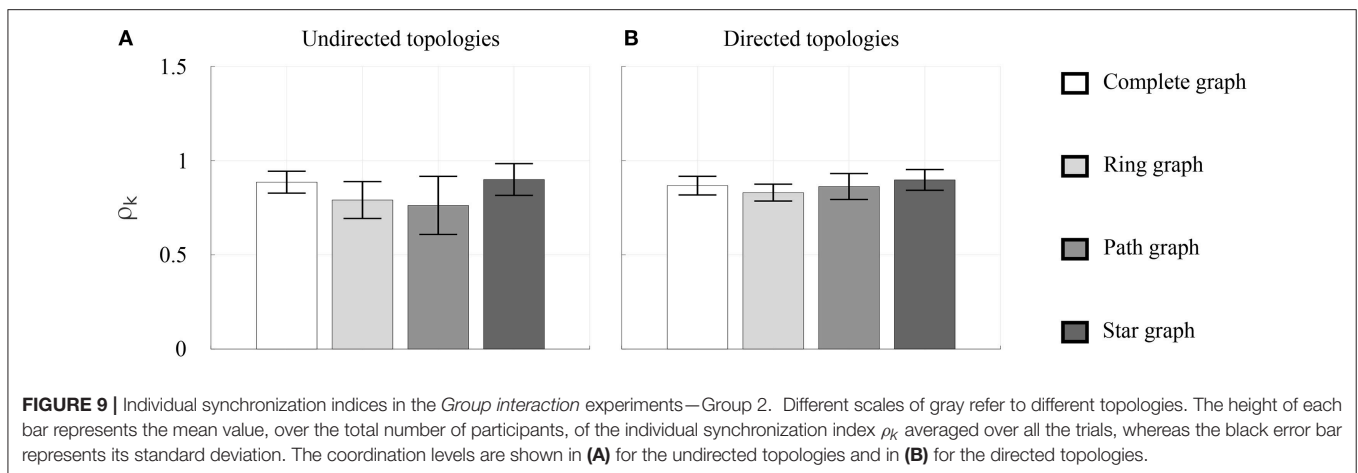 A
Undirected topologies
B
Directed topologies
1.5
1
0.5
0
ρk
Complete graph
Ring graph
Path graph
Star graph
FIGURE 9 | Individual synchronization indices in the Group interaction experiments—Group 2. Different scales of gray refer to different topologies. The height of each
bar represents the mean value, over the total number of participants, of the individual synchronization index ρk averaged over all the trials, whereas the black error bar
represents its standard deviation. The coordination levels are shown in (A) for the undirected topologies and in (B) for the directed topologies.